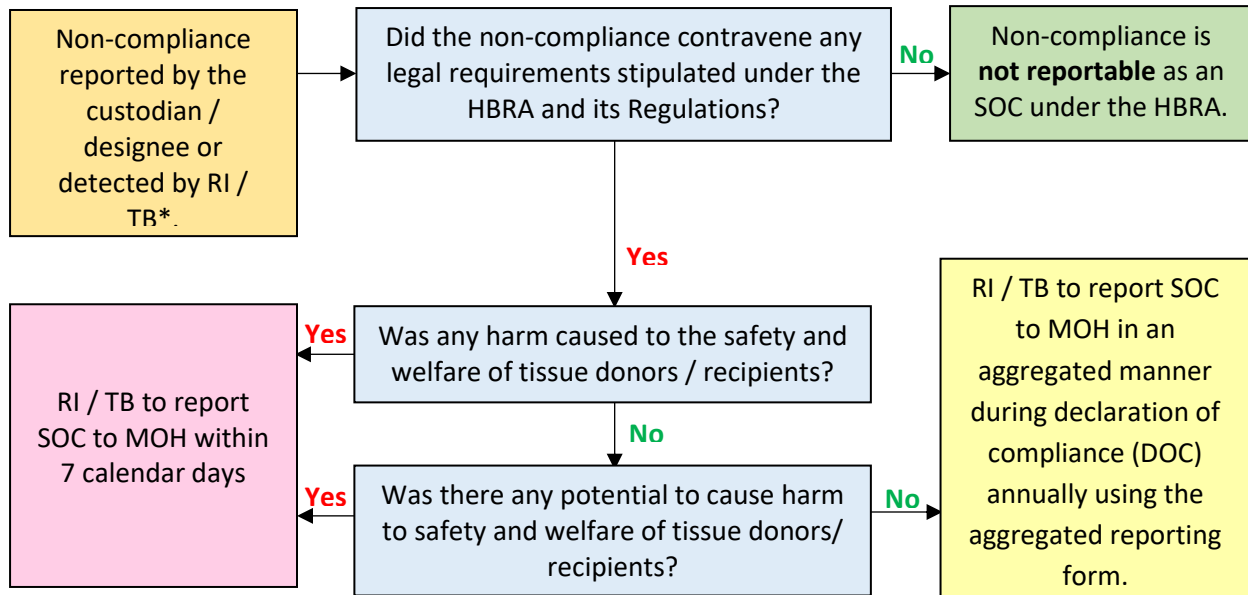 Non-compliance
reported by the
custodian /
designee or
detected by RI /
TB*.
Did the non-compliance contravene any
legal requirements stipulated under the
HBRA and its Regulations?
No
Non-compliance is
not reportable as an
SOC under the HBRA.
Yes
Was any harm caused to the safety and
welfare of tissue donors / recipients?
Yes
RI / TB to report
SOC to MOH within
7 calendar days
No
Was there any potential to cause harm
to safety and welfare of tissue donors/
recipients?
Yes
No
RI / TB to report SOC
to MOH in an
aggregated manner
during declaration of
compliance (DOC)
annually using the
aggregated reporting
form.